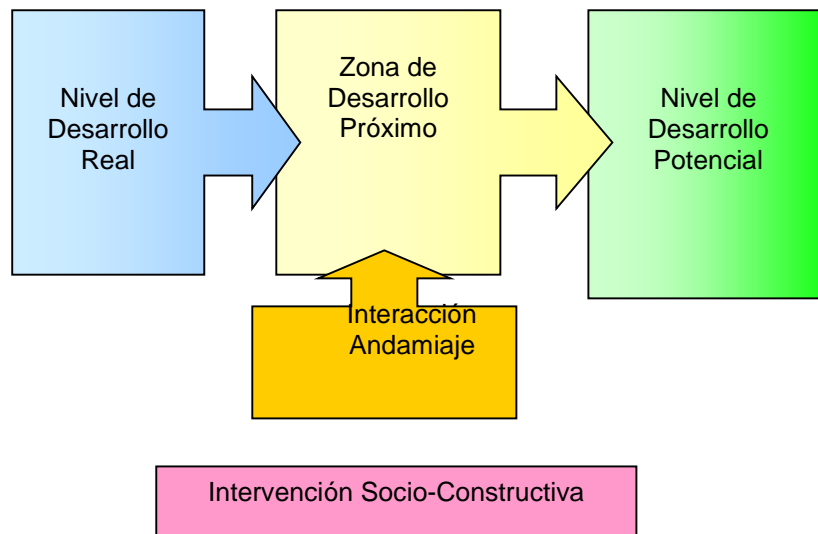 Nivel de
Desarrollo
Real
Zona de
Desarrollo
Próximo
Nivel de
Desarrollo
Potencial
Interacción
Andamiaje
Intervención Socio-Constructiva